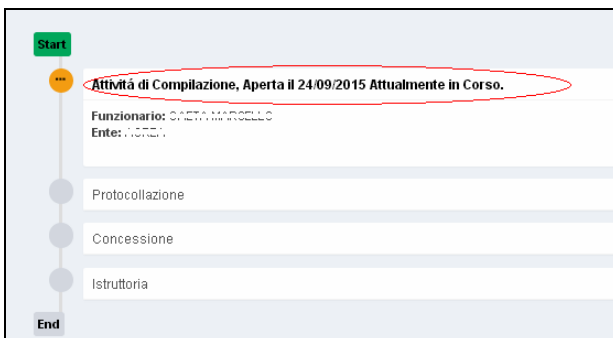 Start
Attivitá di Compilazione, Aperta il 24/09/2015 Attualmente in Corso.
Funzionario:
Ente:
Protocollazione
Concessione
Istruttoria
End